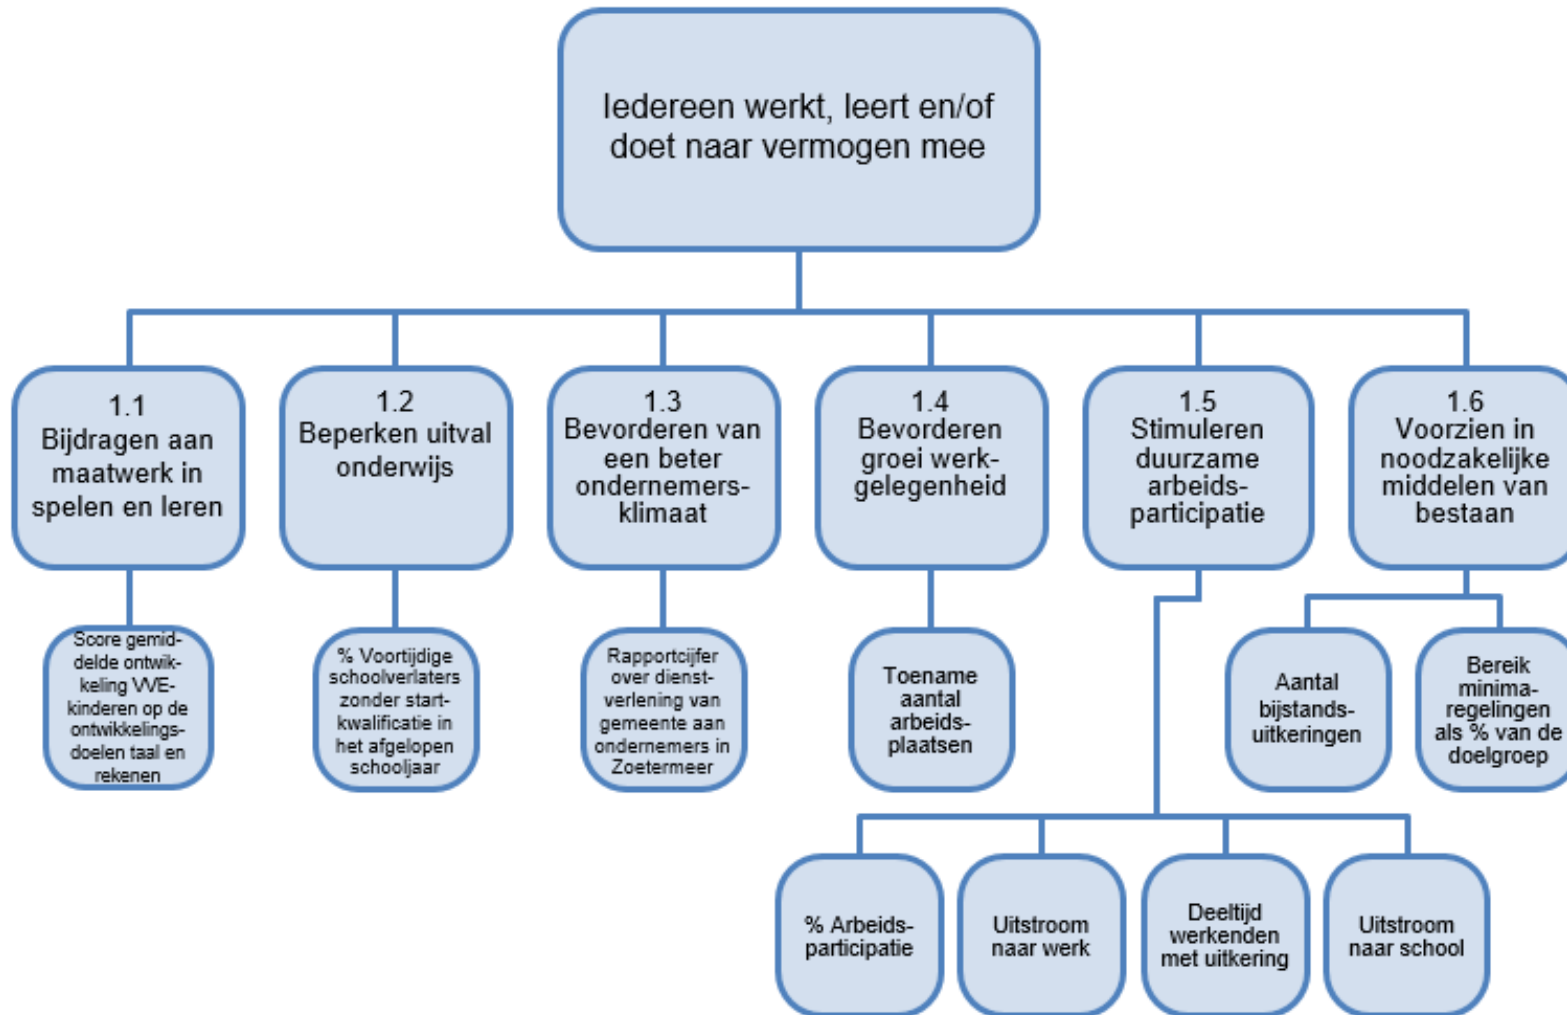 Iedereen werkt, leert en/of
doet naar vermogen mee
1.1
Bijdragen aan
maatwerk in
spelen en leren
1.2
Beperken uitval
onderwijs
1.3
Bevorderen van
een beter
ondernemers-
klimaat
1.4
Bevorderen
groei werk-
gelegenheid
1.5
Stimuleren
duurzame
arbeids-
participatie
1.6
Voorzien in
noodzakelijke
middelen van
bestaan
Score gemid-
delde ontwik-
keling VVE-
kinderen op de
ontwikkelings-
doelen taal en
rekenen
% Voortijdige
schoolverlaters
zonder start-
kwalificatie in
het afgelopen
schooljaar
Rapportcijfer
over dienst-
verlening van
gemeente aan
ondernemers in
Zoetermeer
Toename
aantal
arbeids-
plaatsen
Aantal
bijstands-
uitkeringen
Bereik
minima-
regelingen
als % van de
doelgroep
% Arbeids-
participatie
Uitstroom
naar werk
Deeltijd
werkenden
met uitkering
Uitstroom
naar school